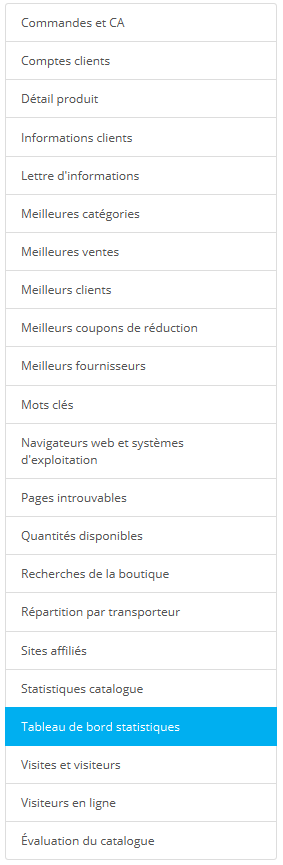 Commandes et CA
Comptes clients
Détail produit
Informations clients
Lettre d'informations
Meilleures catégories
Meilleures ventes
Meilleurs clients
Meilleurs coupons de réduction
Meilleurs fournisseurs
Mots clés
Navigateurs web et systèmes
d'exploitation
Pages introuvables
Quantités disponibles
Recherches de la boutique
Répartition par transporteur
Sites affiliés
Statistiques catalogue
Tableau de bord statistiques
Visites et visiteurs
Visiteurs en ligne
Évaluation du catalogue